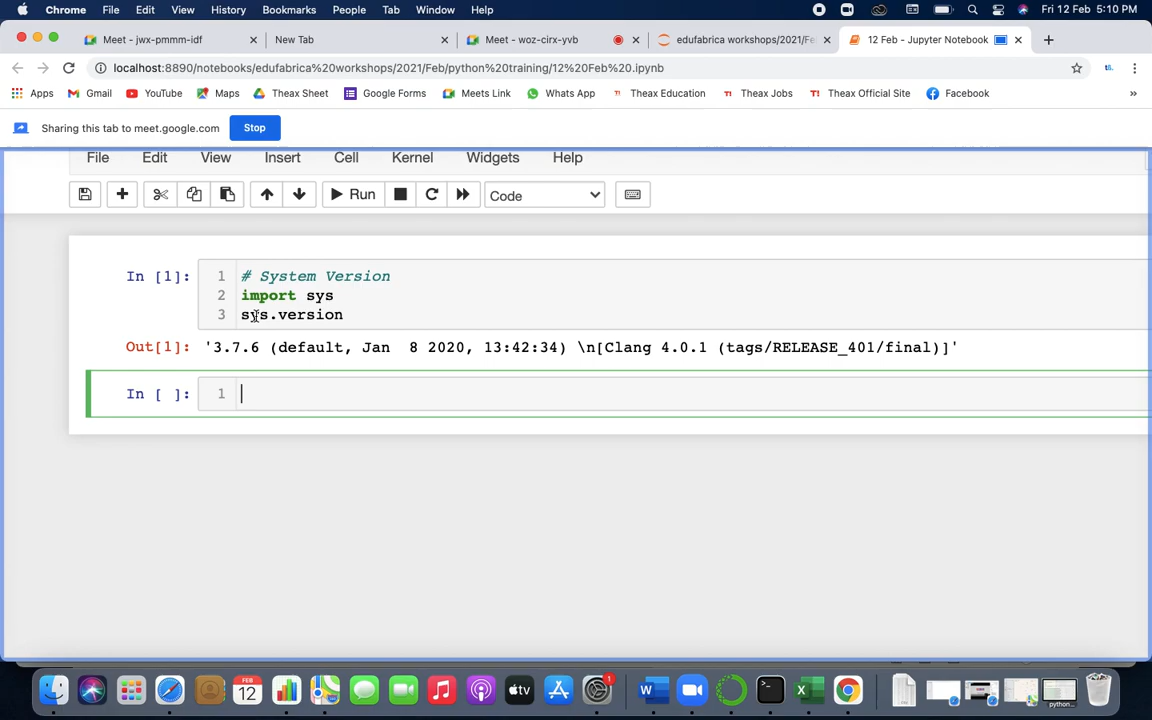 Chrome File Edit View History Bookmarks People Tab Window Help Fri 12 Feb 5:10 PM
Meet - jwx-pmmm-idf New Tab Meet - woz-cirx-yvb edufabrica workshops/2021/Fe 12 Feb - Jupyter Notebook
localhost:8890/notebooks/edufabrica%20workshops/2021/Feb/python%20training/12%20Feb%20.ipynb
Apps Gmail YouTube Maps Theax Sheet Google Forms Meets Link Whats App Theax Education Theax Jobs Theax Official Site Facebook »
Sharing this tab to meet.google.com Stop
File Edit View Insert Cell Kernel Widgets Help
Run Code
In [1]: 1 # System Version
2 import sys
3 sys.version
Out[1]: '3.7.6 (default, Jan  8 2020, 13:42:34) \n[Clang 4.0.1 (tags/RELEASE_401/final)]'
In [ ]: 1
FEB
12
tv
1
python...